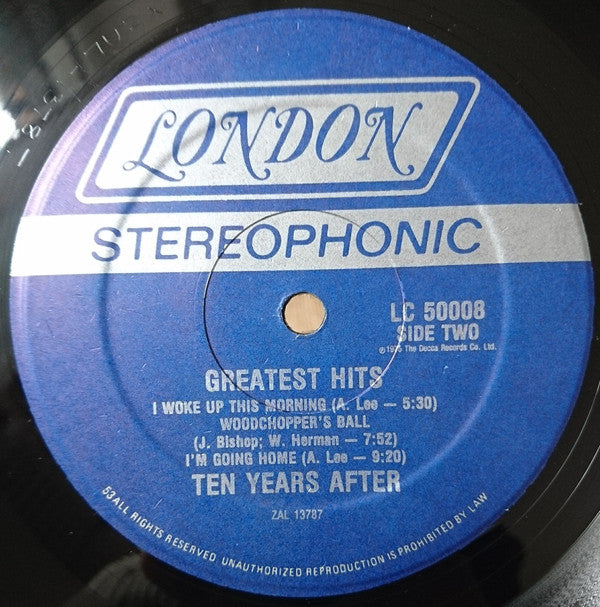 LONDON
STEREOPHONIC
LC 50008
SIDE TWO
℗1975 The Decca Records Co. Ltd.
GREATEST HITS
I WOKE UP THIS MORNING (A. Lee — 5:30)
WOODCHOPPER'S BALL
(J. Bishop; W. Herman — 7:52)
I'M GOING HOME (A. Lee — 9:20)
TEN YEARS AFTER
ZAL 13787
53 ALL RIGHTS RESERVED UNAUTHORIZED REPRODUCTION IS PROHIBITED BY LAW